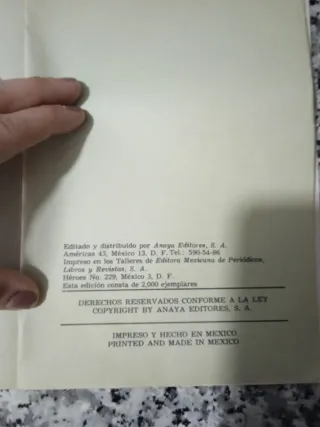 Editado y distribuido por Anaya Editores, S. A.
Américas 43, México 13, D. F. Tel.: 590-54-86
Impreso en los Talleres de Editora Mexicana de Periódicos,
Libros y Revistas, S. A.
Héroes No. 229, México 3, D. F.
Esta edición consta de 2,000 ejemplares
DERECHOS RESERVADOS CONFORME A LA LEY
COPYRIGHT BY ANAYA EDITORES, S. A.
IMPRESO Y HECHO EN MEXICO
PRINTED AND MADE IN MEXICO